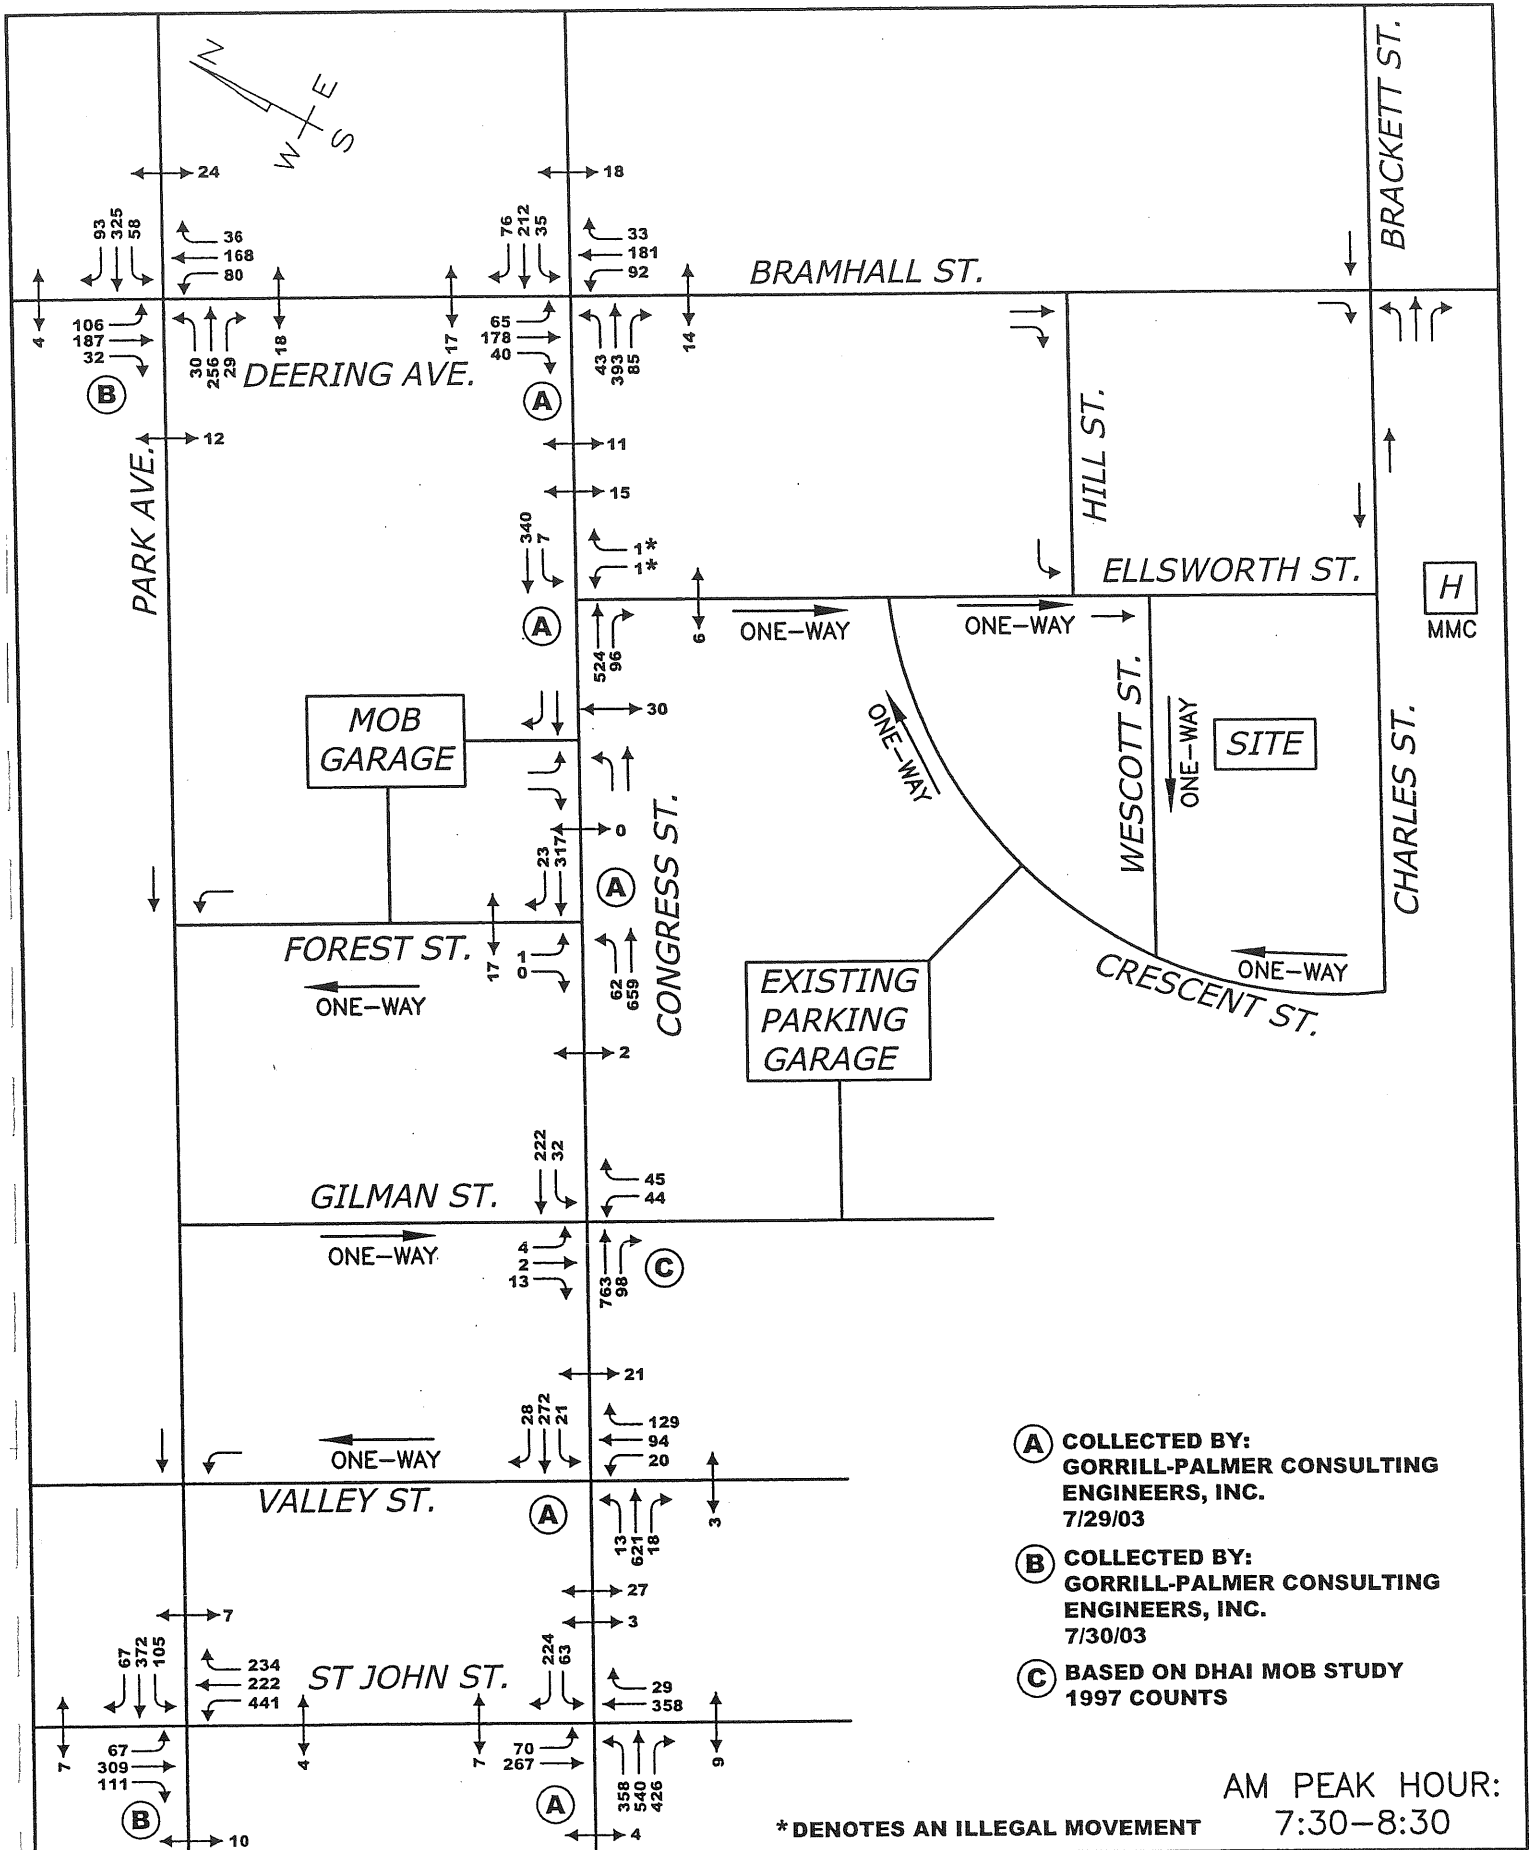 N
E
W
S
BRACKETT ST.
24
18
93
325
58
76
212
35
36
168
80
33
181
92
BRAMHALL ST.
4
106
187
32
30
256
29
18
17
65
178
40
43
393
85
14
DEERING AVE.
B
A
12
11
PARK AVE.
15
HILL ST.
340
7
1*
1*
ELLSWORTH ST.
H
MMC
A
524
96
6
ONE-WAY
ONE-WAY
WESCOTT ST.
MOB
GARAGE
30
ONE-WAY
ONE-WAY
SITE
CHARLES ST.
0
23
317
A
CONGRESS ST.
FOREST ST.
17
1
0
62
659
ONE-WAY
EXISTING
PARKING
GARAGE
CRESCENT ST.
ONE-WAY
2
222
32
GILMAN ST.
45
44
ONE-WAY
4
2
13
763
98
C
21
28
272
21
129
94
20
ONE-WAY
VALLEY ST.
A
13
621
18
3
27
7
3
67
372
105
234
222
441
ST JOHN ST.
224
63
29
358
7
67
309
111
4
7
70
267
358
540
426
9
B
A
10
4
A COLLECTED BY:
GORRILL-PALMER CONSULTING
ENGINEERS, INC.
7/29/03
B COLLECTED BY:
GORRILL-PALMER CONSULTING
ENGINEERS, INC.
7/30/03
C BASED ON DHAI MOB STUDY
1997 COUNTS
AM PEAK HOUR:
7:30-8:30
*DENOTES AN ILLEGAL MOVEMENT